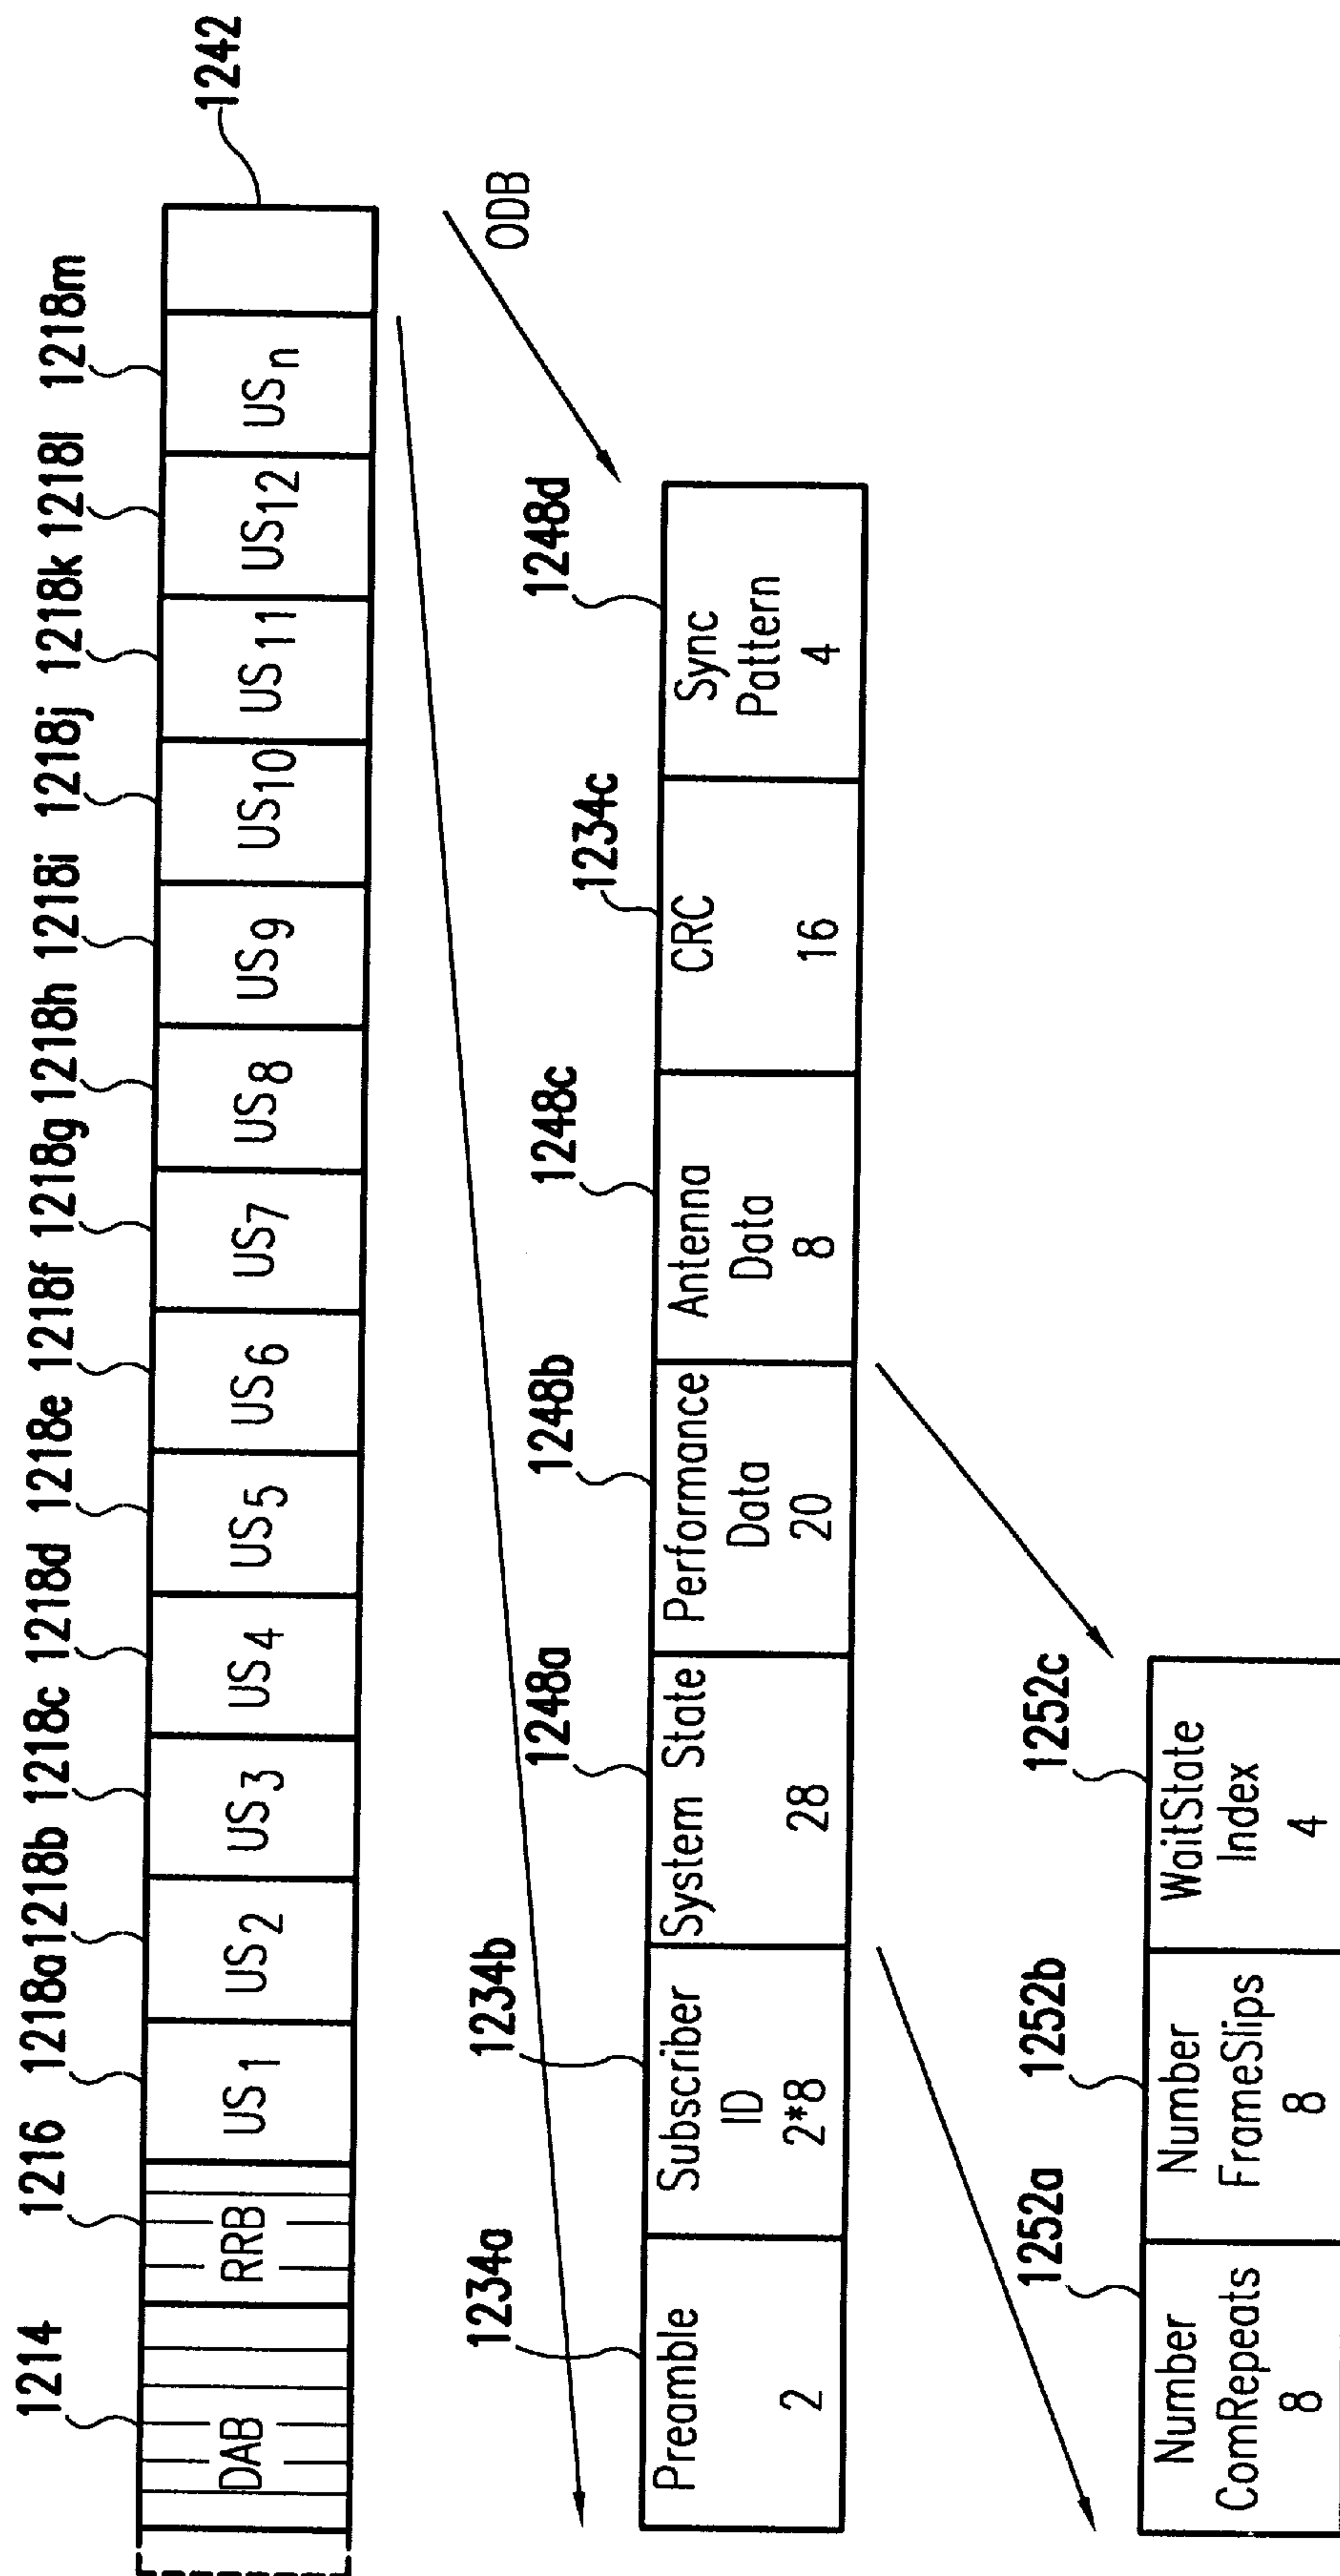 1214
1216
1218a
1218b
1218c
1218d
1218e
1218f
1218g
1218h
1218i
1218j
1218k
1218l
1218m
1242
DAB
RRB
US1
US2
US3
US4
US5
US6
US7
US8
US9
US10
US11
US12
USn
ODB
1234a
1234b
1248a
1248b
1248c
1234c
1248d
Preamble
2
Subscriber
ID
2*8
System State
28
Performance
Data
20
Antenna
Data
8
CRC
16
Sync
Pattern
4
1252a
1252b
1252c
Number
ComRepeats
8
Number
FrameSlips
8
WaitState
Index
4